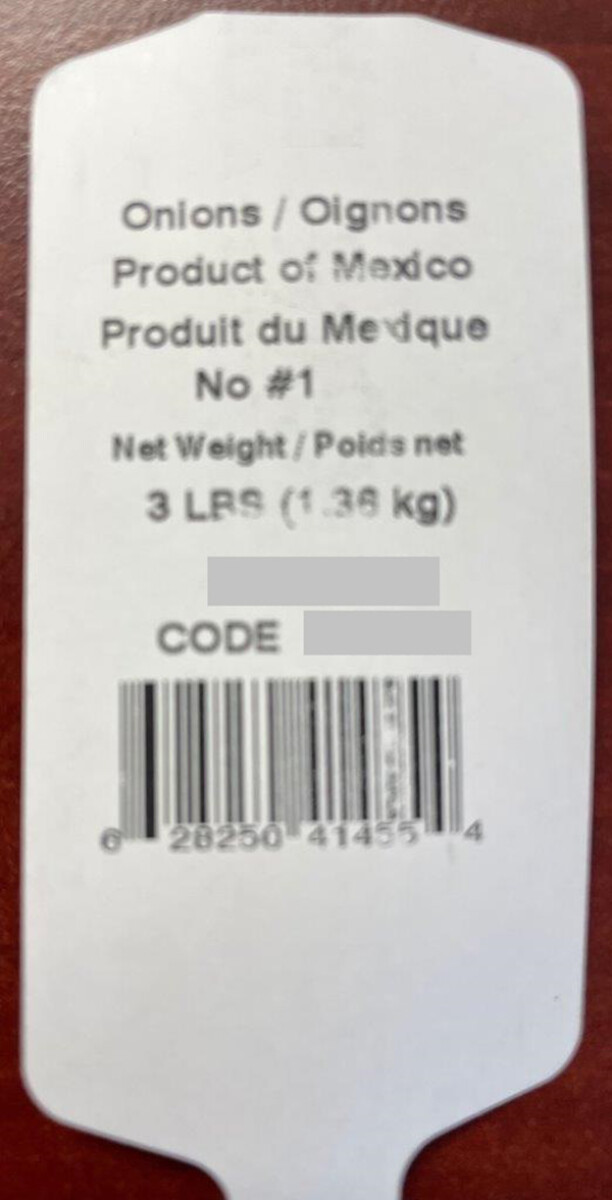 Onions / Oignons
Product of Mexico
Produit du Mexique
No #1
Net Weight / Poids net
3 LBS (1.36 kg)
CODE
6 28250 41455 4